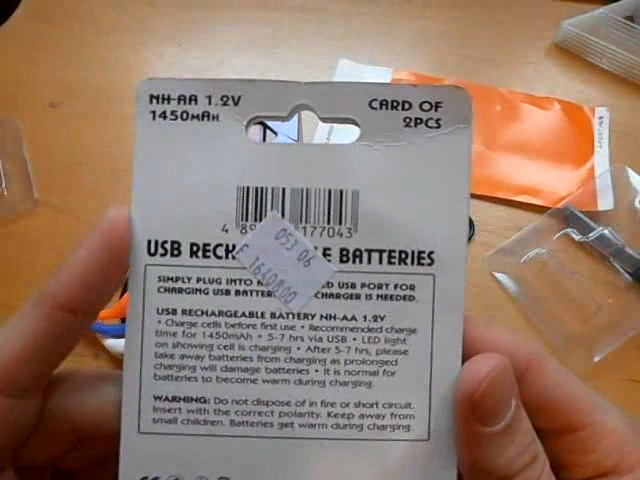 NH-AA 1.2V
1450MAH
CARD OF
2PCS
177043
USB BATTERIES
SIMPLY PLUG INTO USB PORT FOR
CHARGING USB CHARGER IS NEEDED.
USB RECHARGEABLE BATTERY NH-AA 1.2V
• Charge cells before first use • Recommended charge
time for 1450mAh • 5-7 hrs via USB • LED light
on showing cell is charging • After 5-7 hrs, please
take away batteries from charging as prolonged
charging will damage batteries • It is normal for
batteries to become warm during charging.
WARNING: Do not dispose of in fire or short circuit.
Insert with the correct polarity. Keep away from
small children. Batteries get warm during charging.
053 06